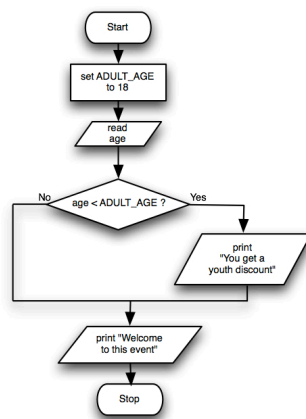 Start
set ADULT_AGE
to 18
read
age
No
age < ADULT_AGE ?
Yes
print
"You get a
youth discount"
print "Welcome
to this event"
Stop